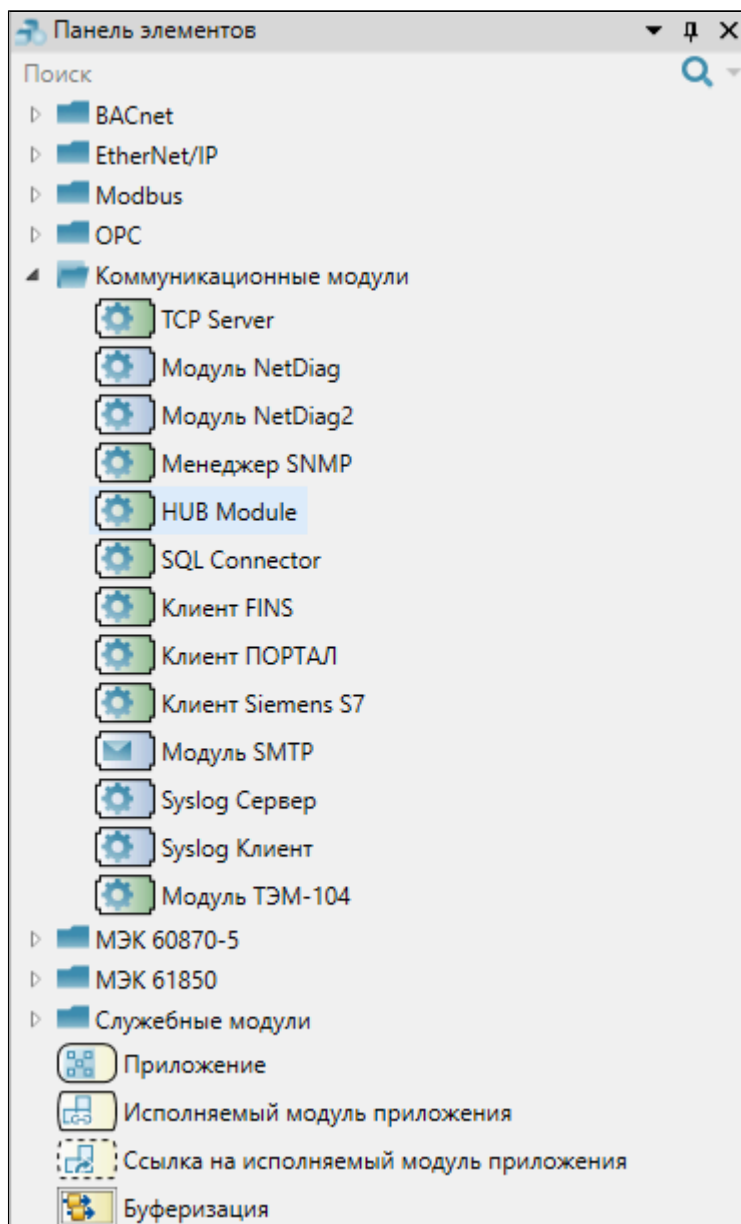 Панель элементов
Поиск
BACnet
EtherNet/IP
Modbus
OPC
Коммуникационные модули
TCP Server
Модуль NetDiag
Модуль NetDiag2
Менеджер SNMP
HUB Module
SQL Connector
Клиент FINS
Клиент ПОРТАЛ
Клиент Siemens S7
Модуль SMTP
Syslog Сервер
Syslog Клиент
Модуль ТЭМ-104
МЭК 60870-5
МЭК 61850
Служебные модули
Приложение
Исполняемый модуль приложения
Ссылка на исполняемый модуль приложения
Буферизация